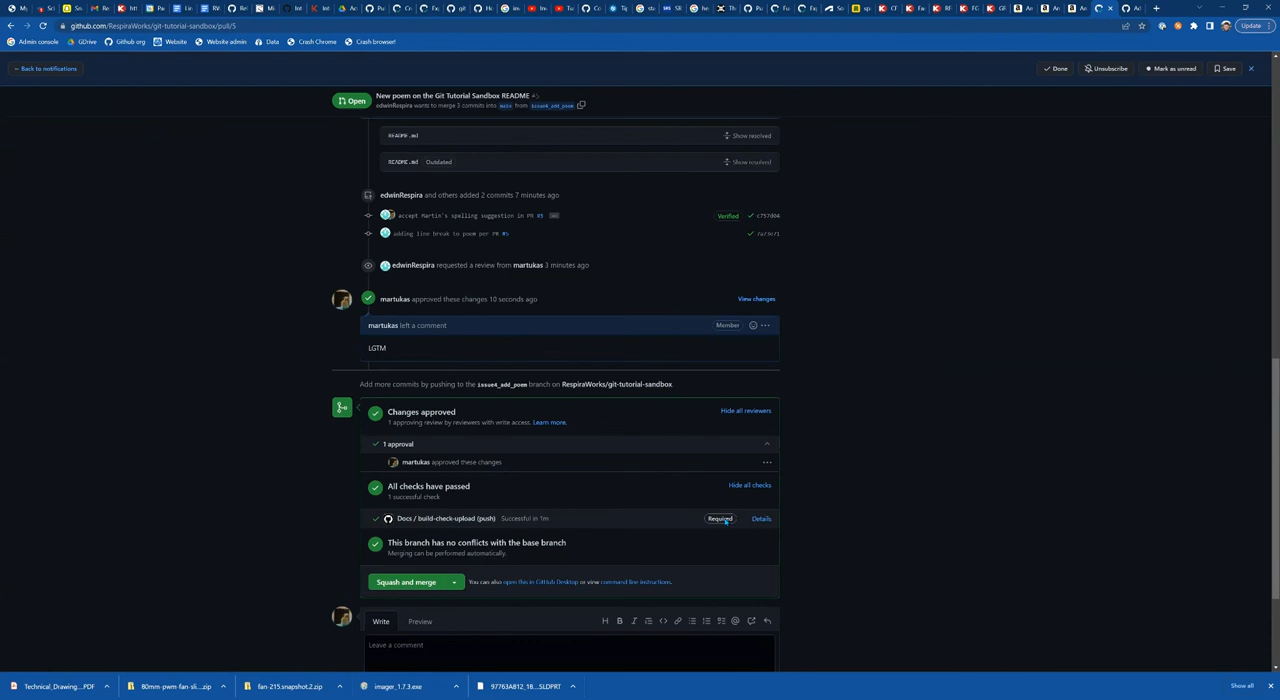 github.com/RespiraWorks/git-tutorial-sandbox/pull/5
Update
Admin console GDrive Github org Website Website admin Data Crash Chrome Crash browser!
← Back to notifications
Done Unsubscribe Mark as unread Save
Open
New poem on the Git Tutorial Sandbox README #5
edwinRespira wants to merge 3 commits into main from issue4_add_poem
README.md Show resolved
README.md Outdated Show resolved
edwinRespira and others added 2 commits 7 minutes ago
accept Martin's spelling suggestion in PR #5 Verified c757d04
adding line break to poem per PR #5
edwinRespira requested a review from martukas 3 minutes ago
martukas approved these changes 10 seconds ago View changes
martukas left a comment Member
LGTM
Add more commits by pushing to the issue4_add_poem branch on RespiraWorks/git-tutorial-sandbox.
Changes approved Hide all reviewers
1 approving review by reviewers with write access. Learn more.
1 approval
martukas approved these changes
All checks have passed Hide all checks
1 successful check
Docs / build-check-upload (push) Successful in 1m Required Details
This branch has no conflicts with the base branch
Merging can be performed automatically.
Squash and merge You can also open this in GitHub Desktop or view command line instructions.
Write Preview
Leave a comment
Technical_Drawing....PDF 80mm-pwm-fan-sli....zip fan-215.snapshot.2.zip imager_1.7.3.exe 97763A812_18....SLDPRT Show all